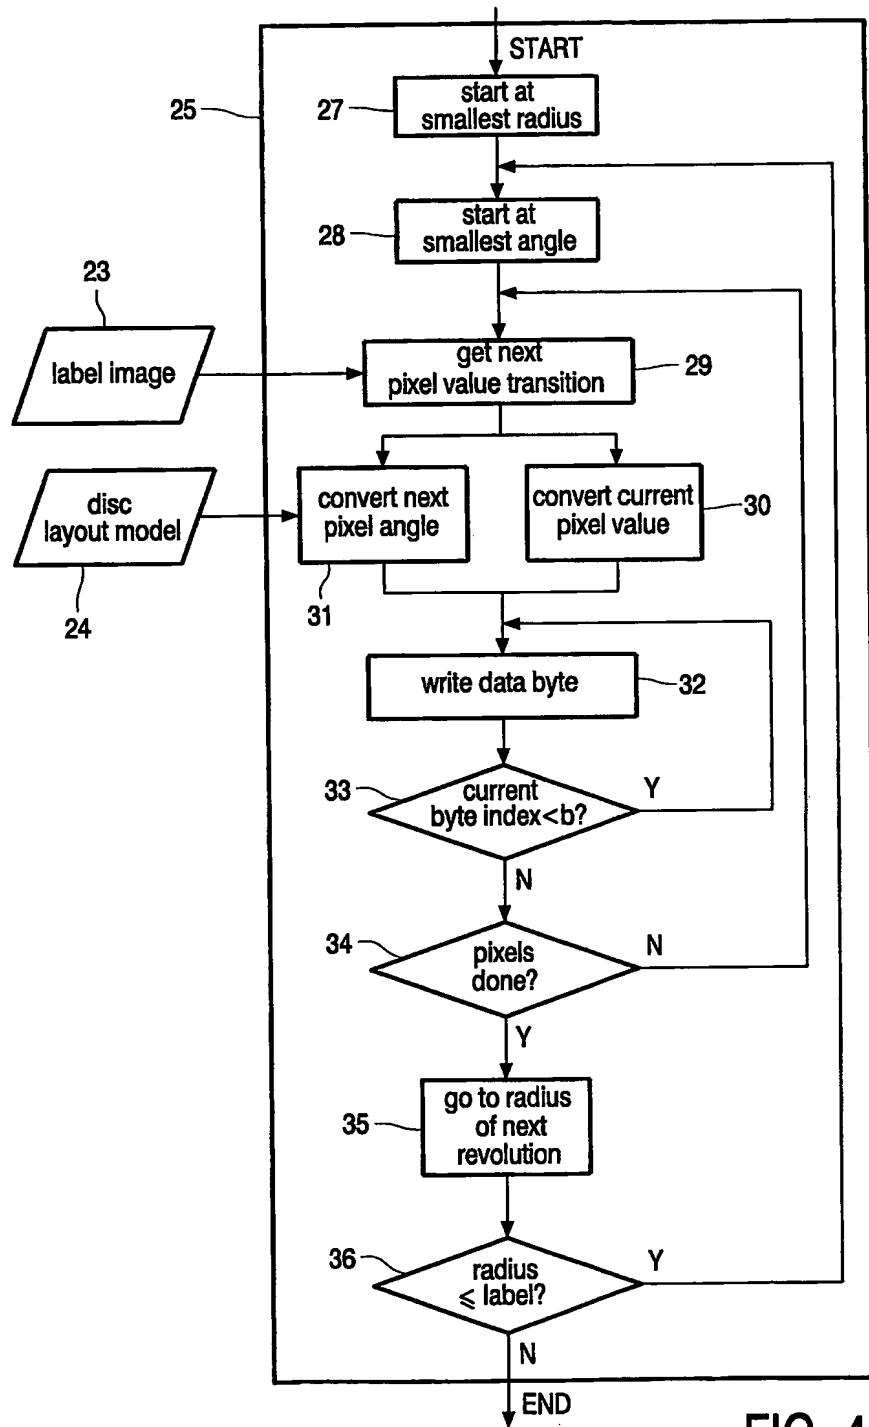 START
25
27
start at
smallest radius
28
start at
smallest angle
23
label image
get next
pixel value transition
29
disc
layout model
24
convert next
pixel angle
31
convert current
pixel value
30
write data byte
32
33
current
byte index<b?
Y
N
34
pixels
done?
N
Y
35
go to radius
of next
revolution
36
radius
≤ label?
Y
N
END